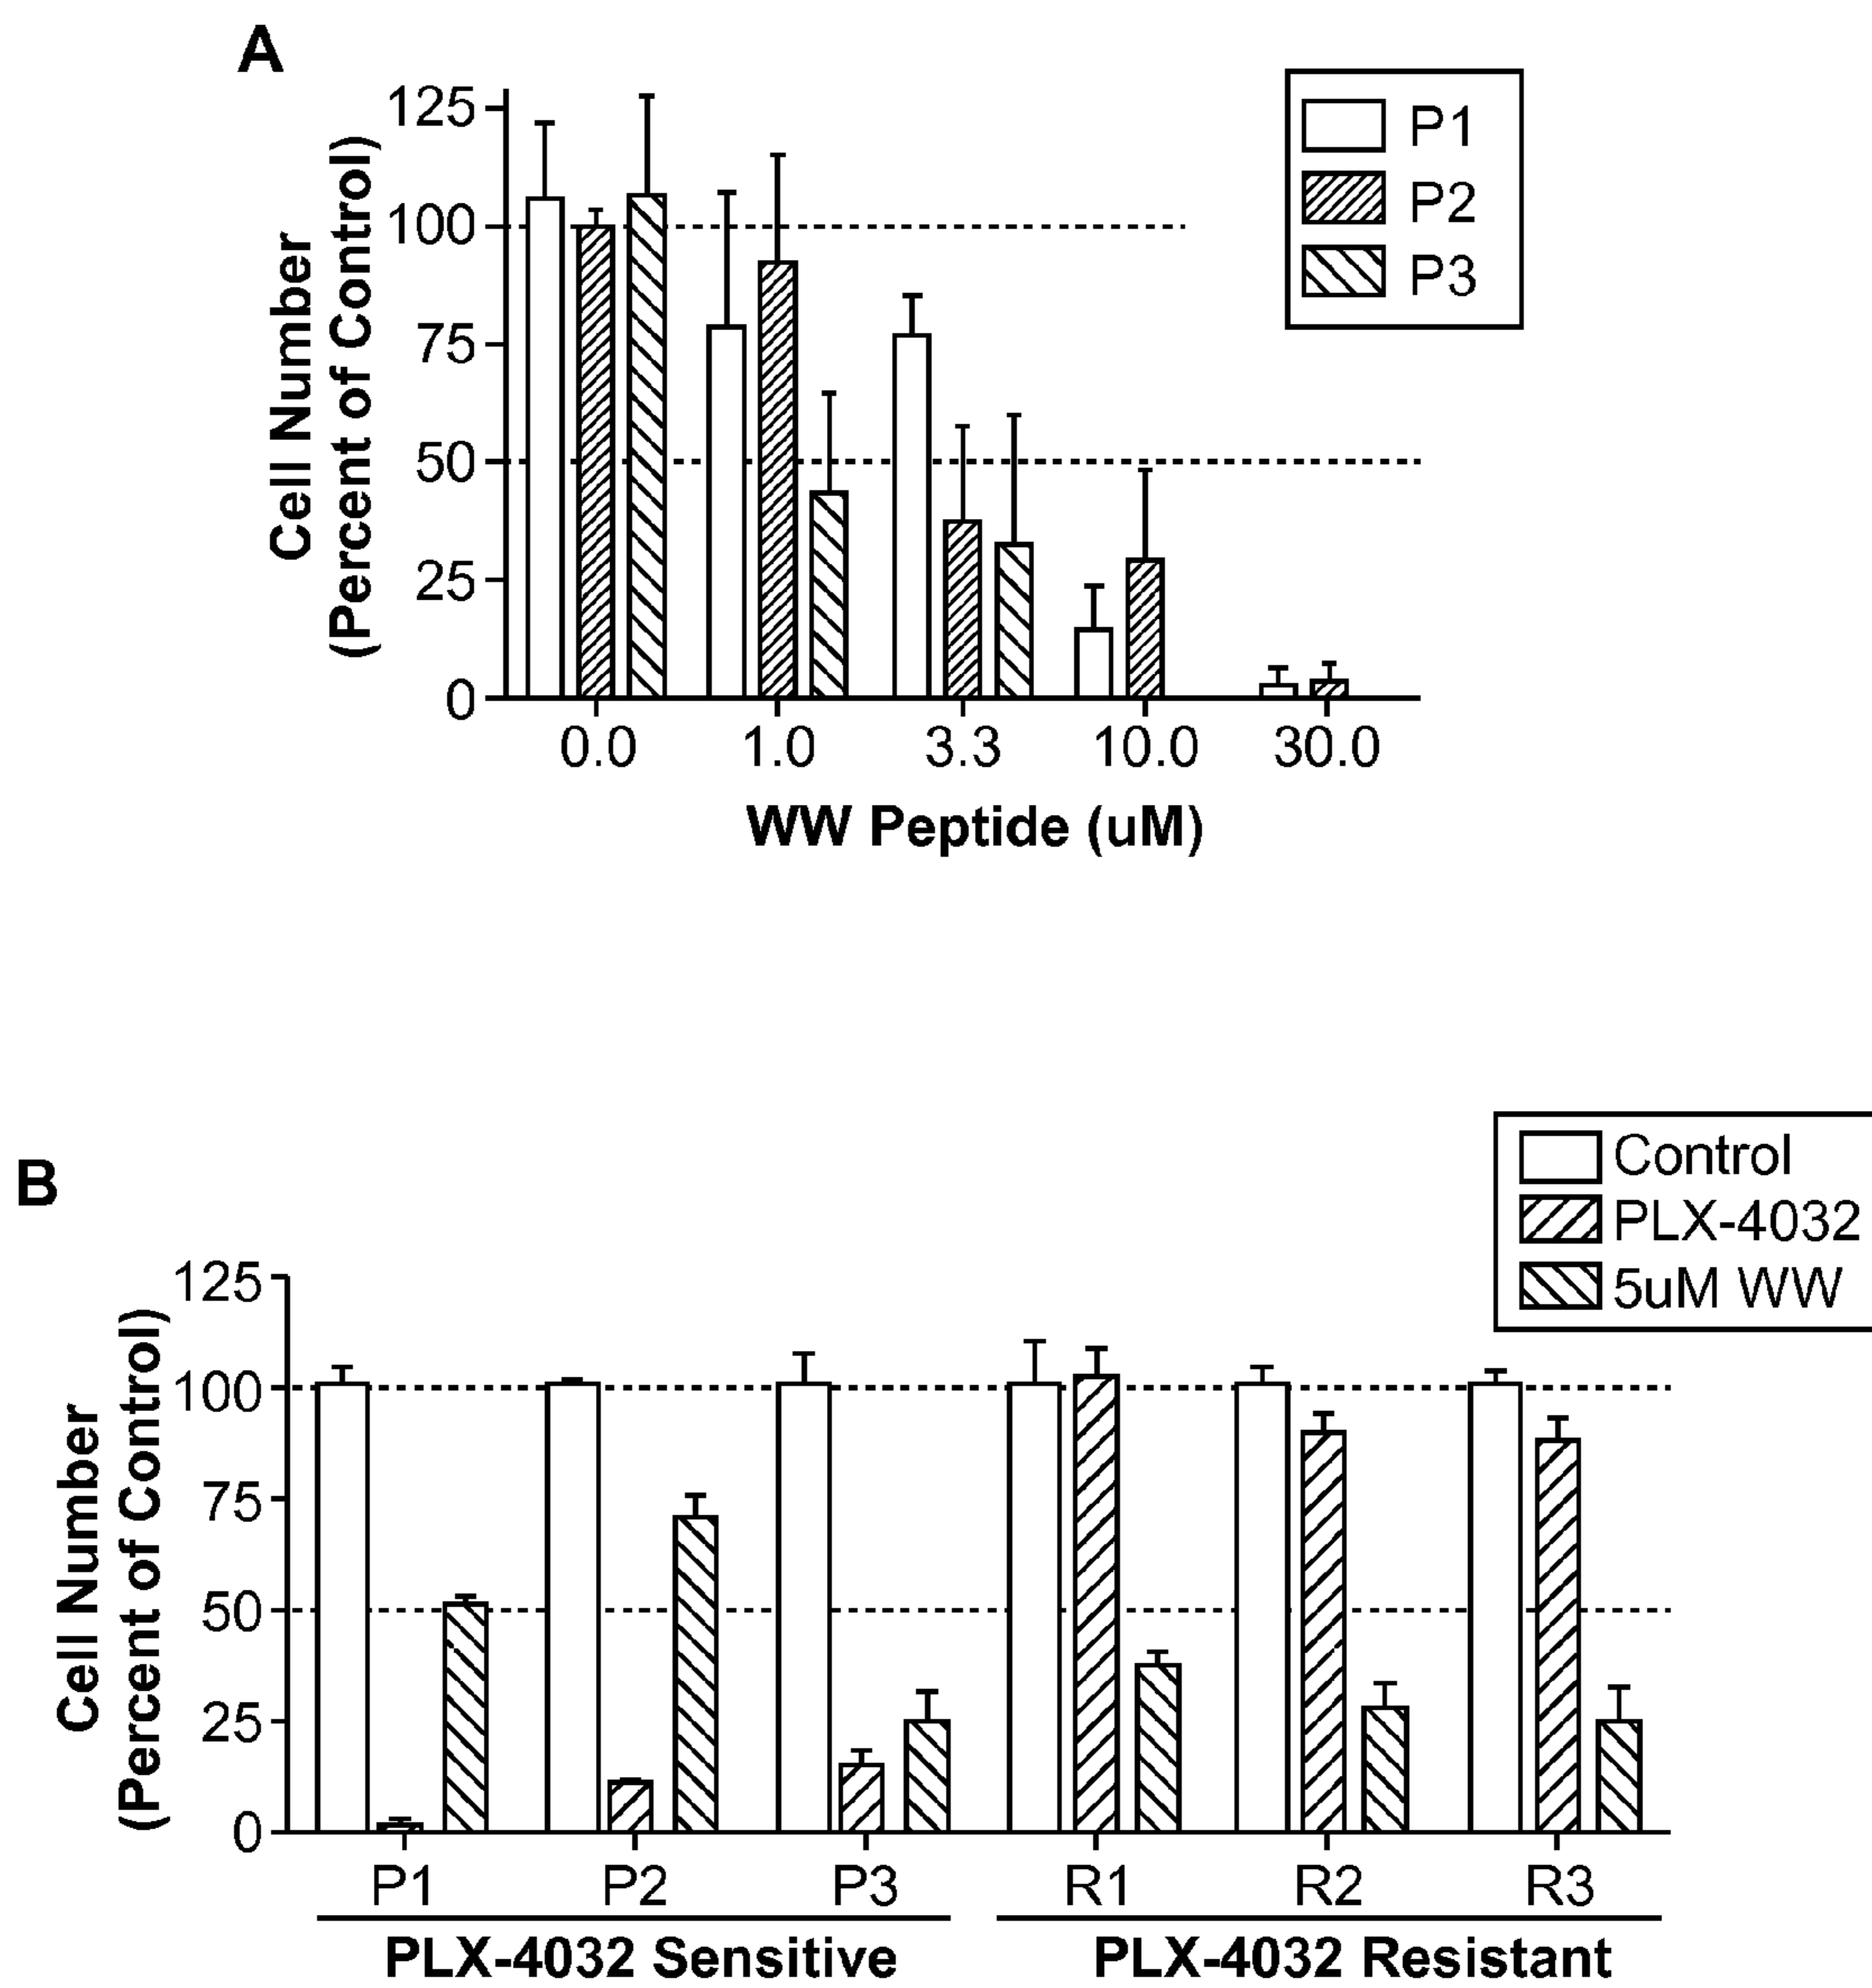 A
Cell Number
(Percent of Control)
125
100
75
50
25
0
0.0 1.0 3.3 10.0 30.0
WW Peptide (uM)
P1
P2
P3
B
Cell Number
(Percent of Control)
125
100
75
50
25
0
P1 P2 P3 R1 R2 R3
PLX-4032 Sensitive PLX-4032 Resistant
Control
PLX-4032
5uM WW